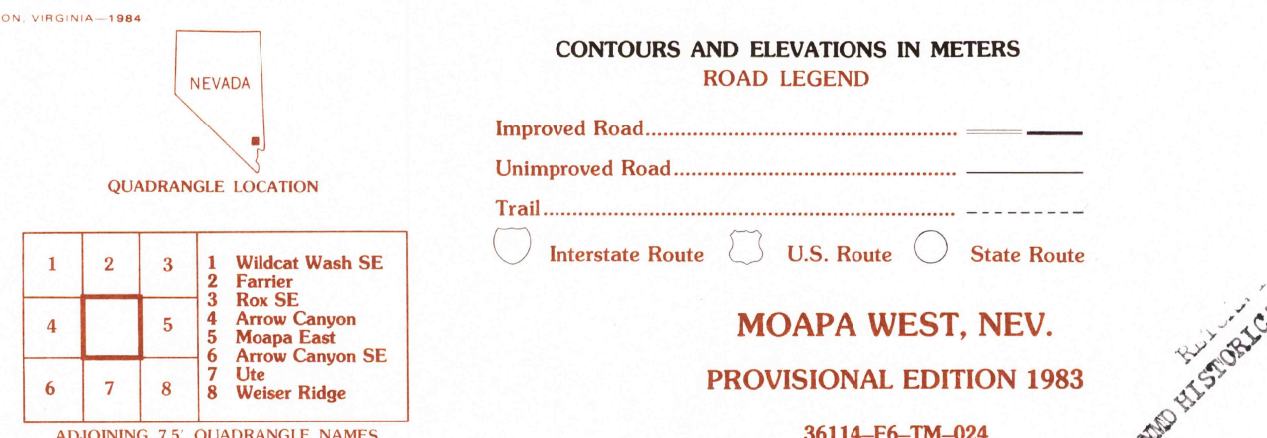 ON, VIRGINIA—1984
NEVADA
QUADRANGLE LOCATION
1 2 3
4 5
6 7 8
1 Wildcat Wash SE
2 Farrier
3 Rox SE
4 Arrow Canyon
5 Moapa East
6 Arrow Canyon SE
7 Ute
8 Weiser Ridge
ADJOINING 7.5' QUADRANGLE NAMES
CONTOURS AND ELEVATIONS IN METERS
ROAD LEGEND
Improved Road
Unimproved Road
Trail
Interstate Route U.S. Route State Route
MOAPA WEST, NEV.
PROVISIONAL EDITION 1983
36114–F6–TM–024